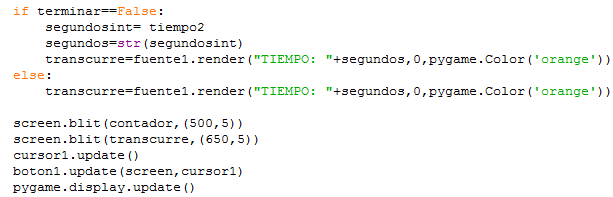 if terminar==False:
    segundosint= tiempo2
    segundos=str(segundosint)
    transcurre=fuente1.render("TIEMPO: "+segundos,0,pygame.Color('orange'))
else:
    transcurre=fuente1.render("TIEMPO: "+segundos,0,pygame.Color('orange'))

screen.blit(contador,(500,5))
screen.blit(transcurre,(650,5))
cursor1.update()
boton1.update(screen,cursor1)
pygame.display.update()